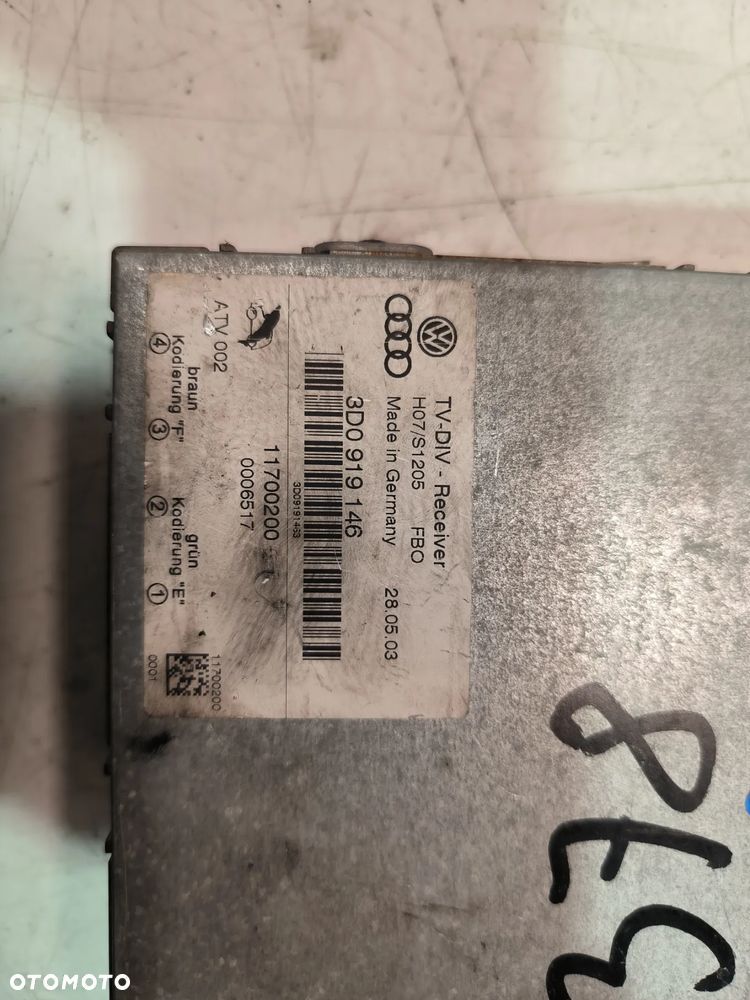 TV-DIV - Receiver
H07/S1205 FBO
Made in Germany 28.05.03
3D0 919 146
3D09191463
11700200
0006517
ATV 002
braun grün
Kodierung "F" Kodierung "E"
④ ③ ② ①
11700200
0001
OTOMOTO